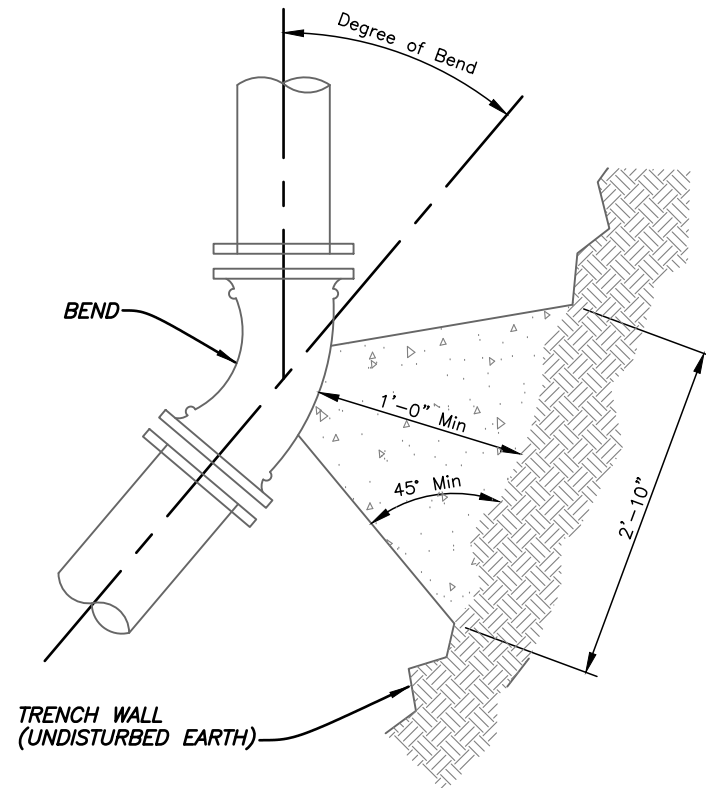 Degree of Bend
BEND
1'-0" Min
45° Min
2'-10"
TRENCH WALL
(UNDISTURBED EARTH)